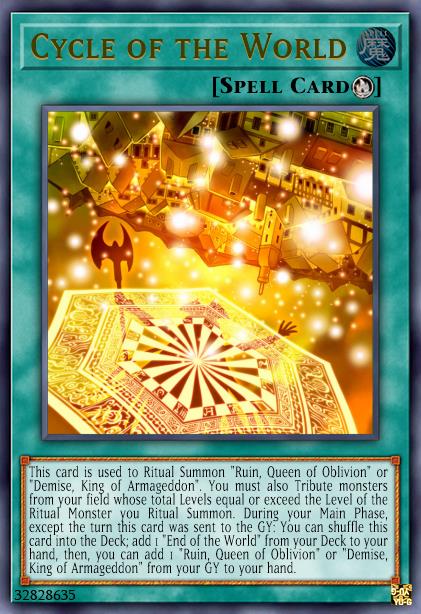 CYCLE OF THE WORLD
SPELL
魔
[SPELL CARD]
This card is used to Ritual Summon "Ruin, Queen of Oblivion" or
"Demise, King of Armageddon". You must also Tribute monsters
from your field whose total Levels equal or exceed the Level of the
Ritual Monster you Ritual Summon. During your Main Phase,
except the turn this card was sent to the GY: You can shuffle this
card into the Deck; add 1 "End of the World" from your Deck to your
hand, then, you can add 1 "Ruin, Queen of Oblivion" or "Demise,
King of Armageddon" from your GY to your hand.
32828635